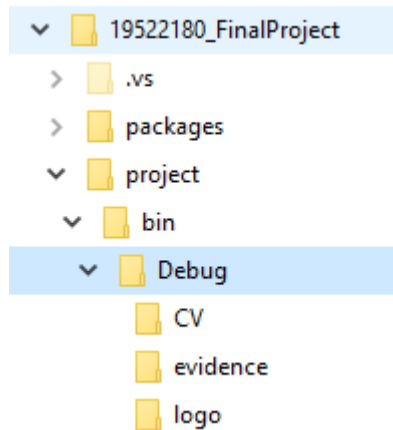 19522180_FinalProject
.vs
packages
project
bin
Debug
CV
evidence
logo